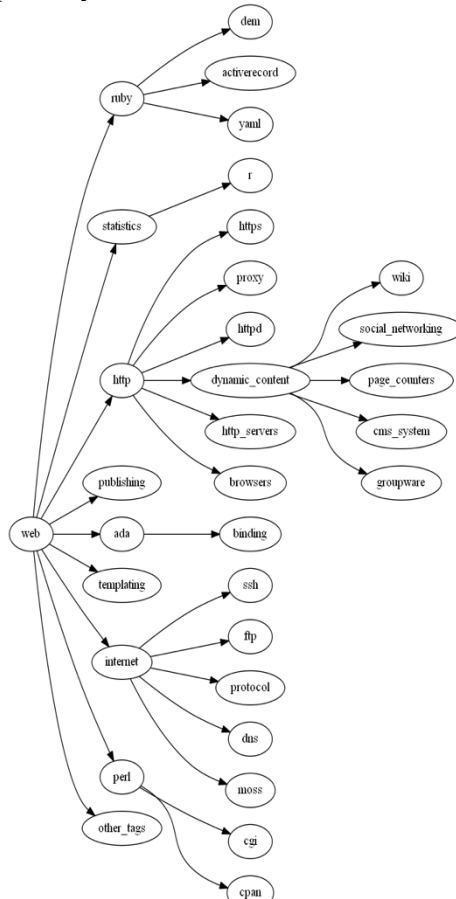 dem
activerecord
ruby
yaml
r
statistics
https
proxy
wiki
httpd
social_networking
http
dynamic_content
page_counters
http_servers
cms_system
publishing
browsers
groupware
web
ada
binding
templating
ssh
ftp
internet
protocol
dns
perl
moss
other_tags
cgi
cpan